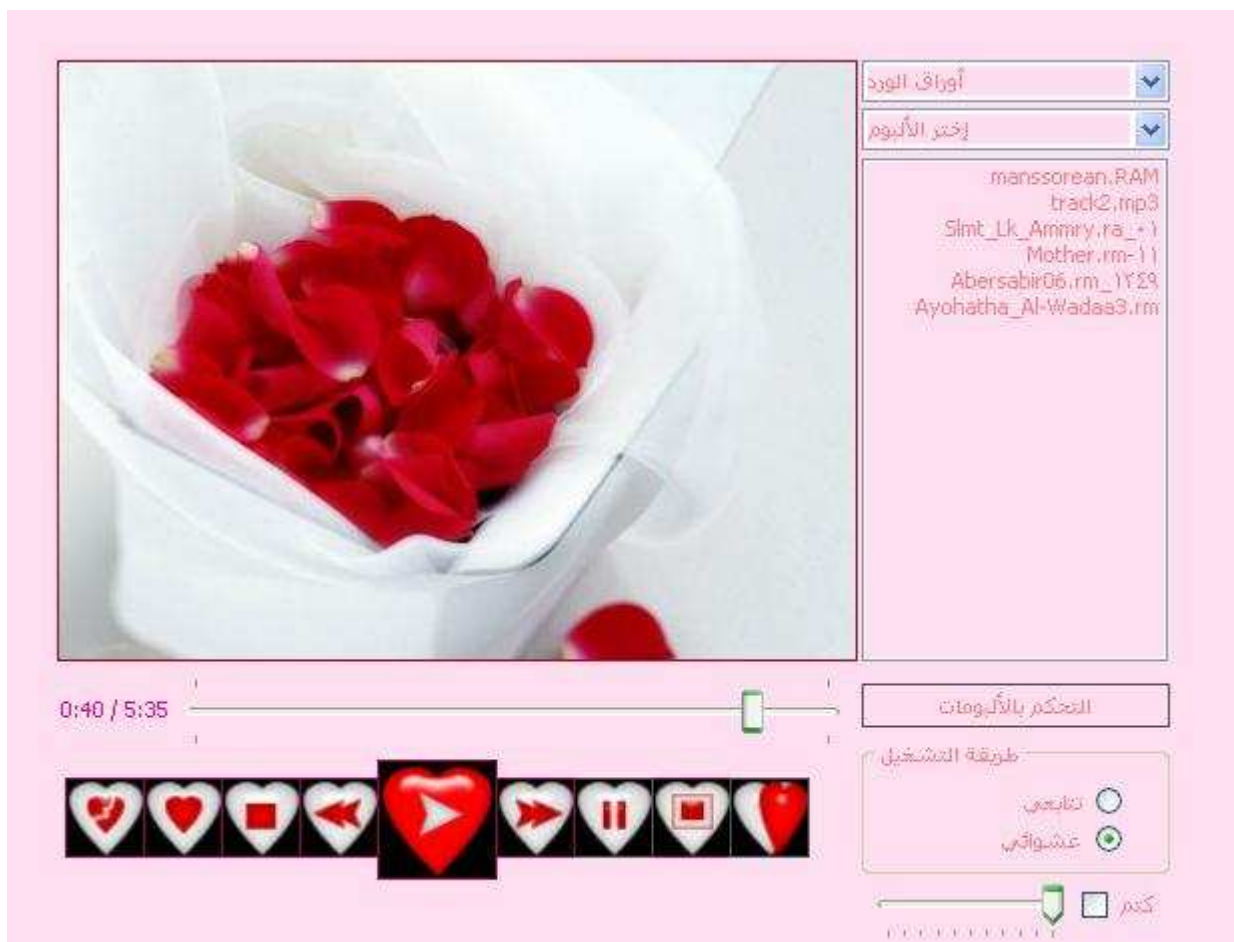 أوراق الورد
إختر الألبوم
manssorean.RAM
track2.mp3
Slmt_Lk_Ammry.ra_٠١
Mother.rm-١١
Abersabir06.rm_١٢٤٩
Ayohatha_Al-Wadaa3.rm
0:40 / 5:35
التحكم بالألبومات
طريقة التشغيل
تتابعي
عشوائي
كتم